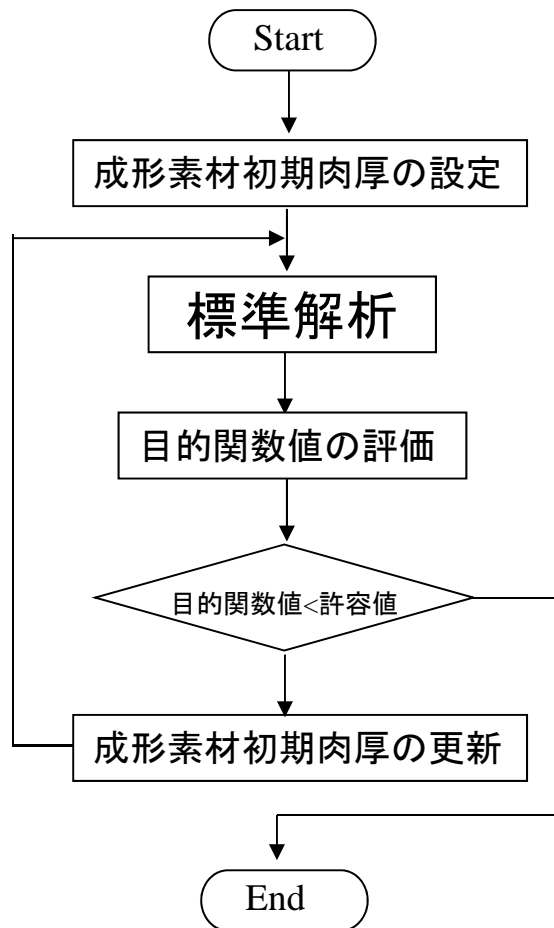 Start
成形素材初期肉厚の設定
標準解析
目的関数値の評価
目的関数値<許容値
成形素材初期肉厚の更新
End